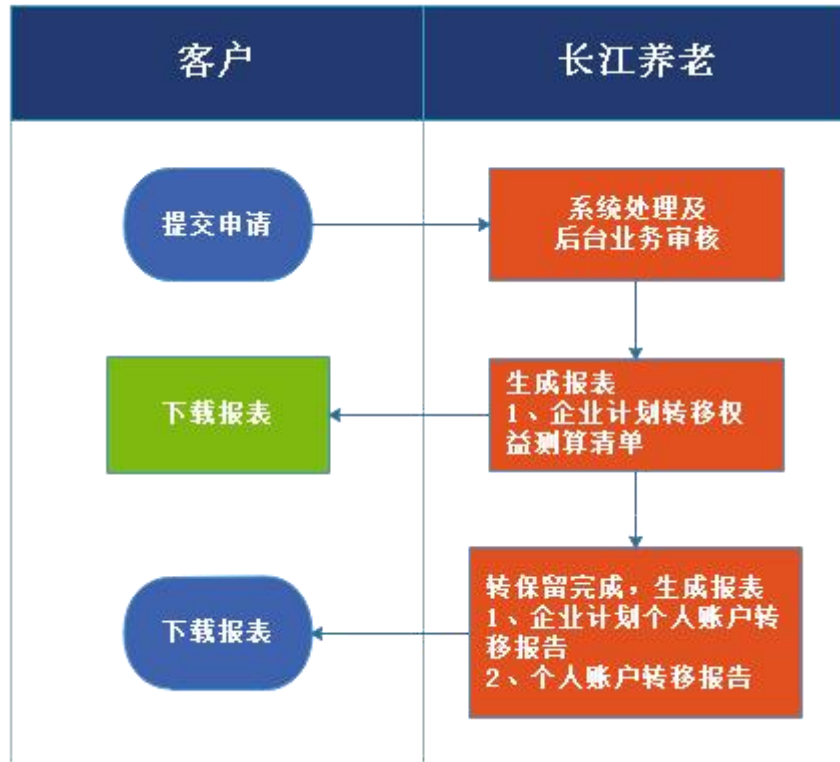 客户
长江养老
提交申请
系统处理及
后台业务审核
下载报表
生成报表
1、企业计划转移权
益测算清单
下载报表
转保留完成，生成报表
1、企业计划个人账户转
移报告
2、个人账户转移报告